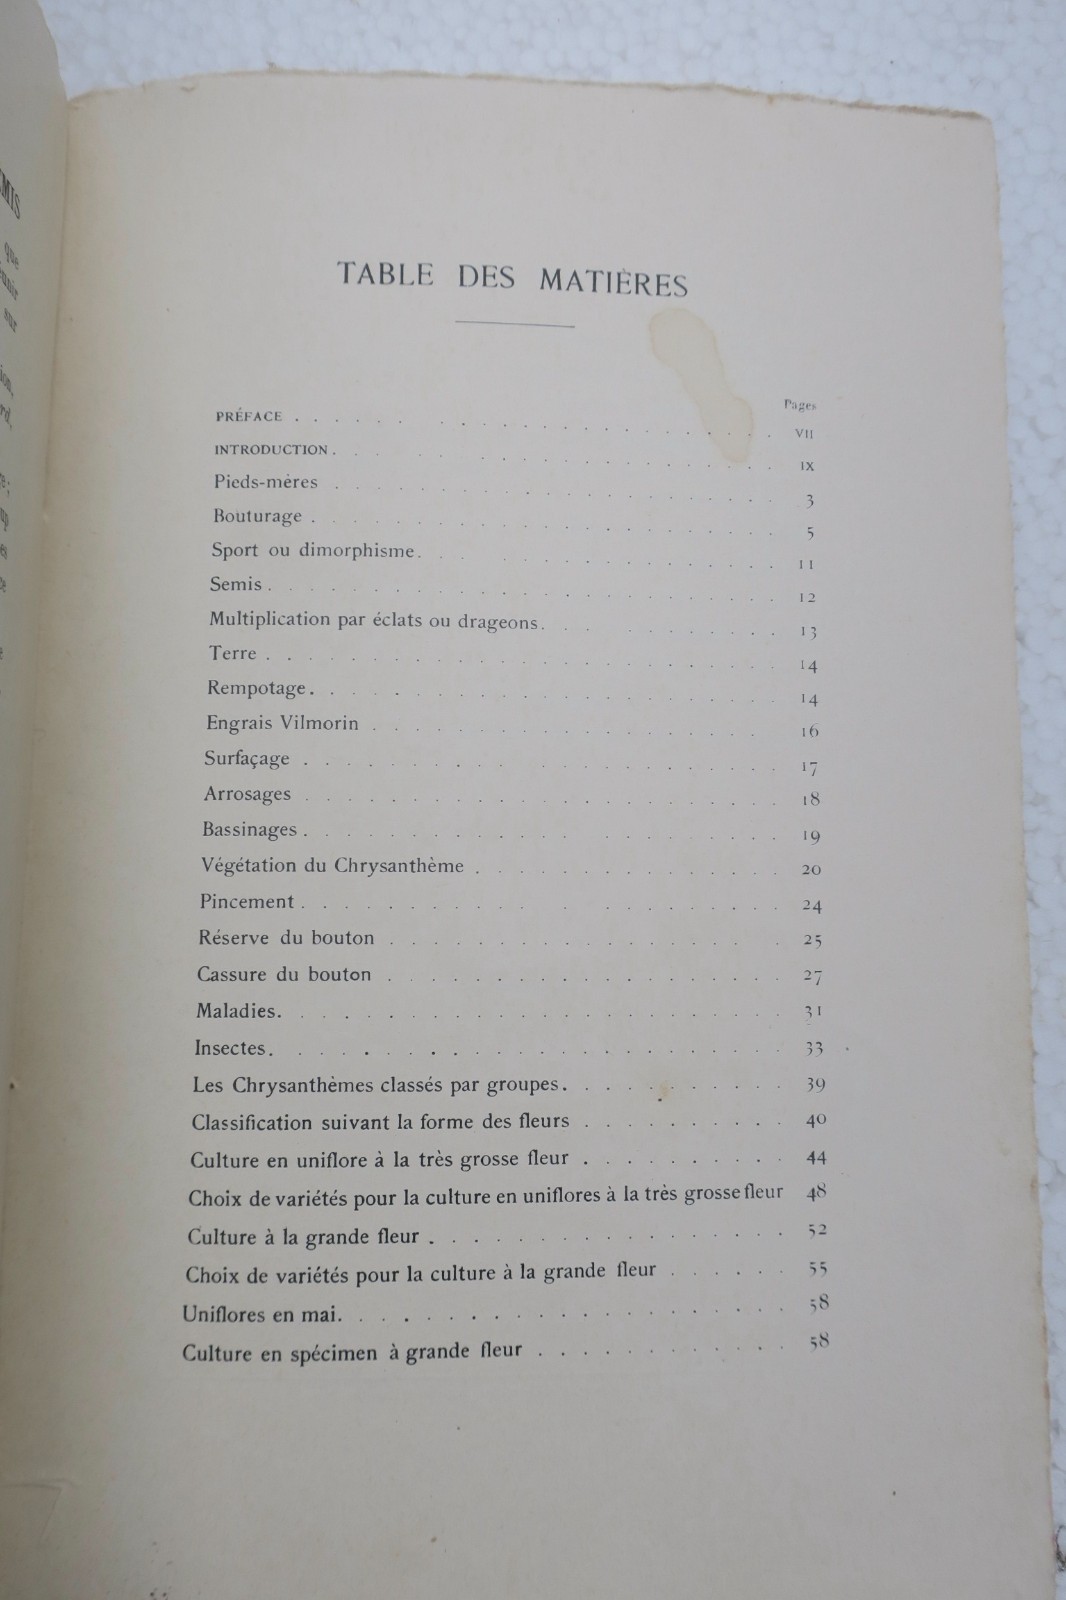 MIS
que
unir
sur
ion,
up
TABLE DES MATIÈRES
Pages
PRÉFACE . . . . . . . . . . . . . . . . . . . . VII
INTRODUCTION . . . . . . . . . . . . . . . . . . . IX
Pieds-mères . . . . . . . . . . . . . . . . . . . . 3
Bouturage . . . . . . . . . . . . . . . . . . . . . 5
Sport ou dimorphisme. . . . . . . . . . . . . . . . 11
Semis . . . . . . . . . . . . . . . . . . . . . . . 12
Multiplication par éclats ou drageons. . . . . . . . . . 13
Terre . . . . . . . . . . . . . . . . . . . . . . . 14
Rempotage. . . . . . . . . . . . . . . . . . . . . 14
Engrais Vilmorin . . . . . . . . . . . . . . . . . . 16
Surfaçage . . . . . . . . . . . . . . . . . . . . . 17
Arrosages . . . . . . . . . . . . . . . . . . . . . 18
Bassinages . . . . . . . . . . . . . . . . . . . . . 19
Végétation du Chrysanthème . . . . . . . . . . . . . 20
Pincement . . . . . . . . . . . . . . . . . . . . . 24
Réserve du bouton . . . . . . . . . . . . . . . . . 25
Cassure du bouton . . . . . . . . . . . . . . . . . 27
Maladies. . . . . . . . . . . . . . . . . . . . . . 31
Insectes. . . . . . . . . . . . . . . . . . . . . . 33
Les Chrysanthèmes classés par groupes. . . . . . . . . 39
Classification suivant la forme des fleurs . . . . . . . . . 40
Culture en uniflore à la très grosse fleur . . . . . . . . . 44
Choix de variétés pour la culture en uniflores à la très grosse fleur 48
Culture à la grande fleur . . . . . . . . . . . . . . . 52
Choix de variétés pour la culture à la grande fleur . . . . . . 55
Uniflores en mai. . . . . . . . . . . . . . . . . . . 58
Culture en spécimen à grande fleur . . . . . . . . . . . 58